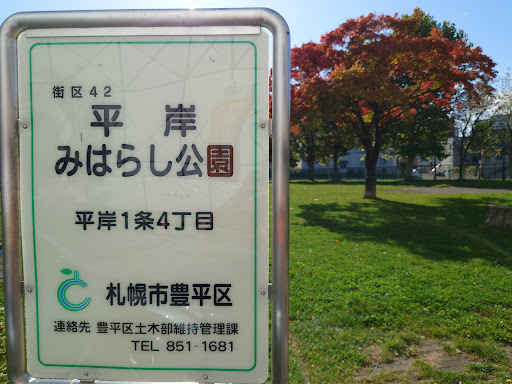 街区42
平岸
みはらし公園
平岸1条4丁目
札幌市豊平区
連絡先 豊平区土木部維持管理課
TEL 851-1681